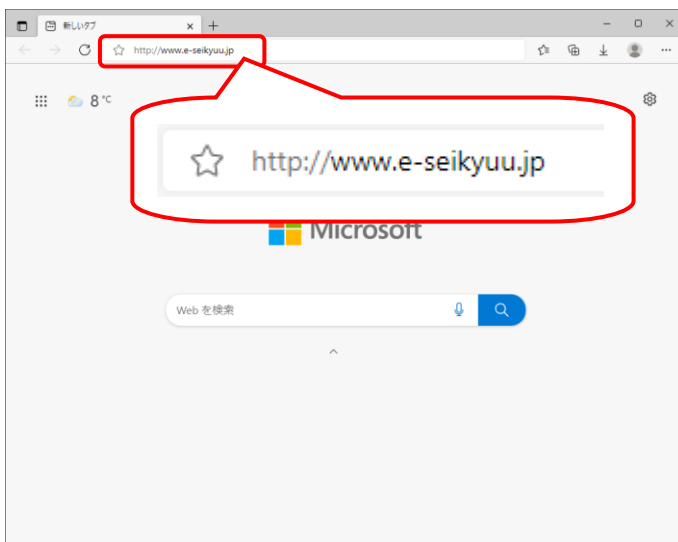 新しいタブ
http://www.e-seikyuu.jp
8 ℃
http://www.e-seikyuu.jp
Microsoft
Web を検索